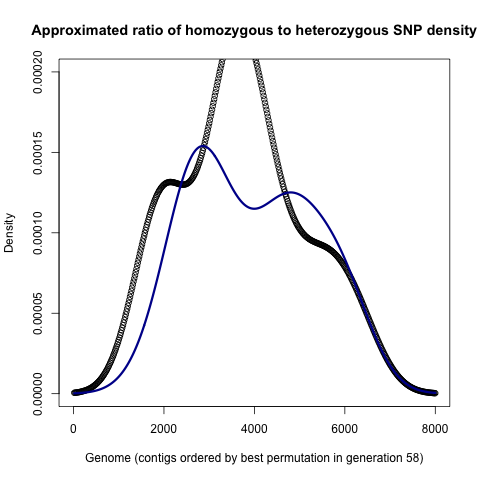 Approximated ratio of homozygous to heterozygous SNP density
Density
0.00020
0.00015
0.00010
0.00005
0.00000
0 2000 4000 6000 8000
Genome (contigs ordered by best permutation in generation 58)